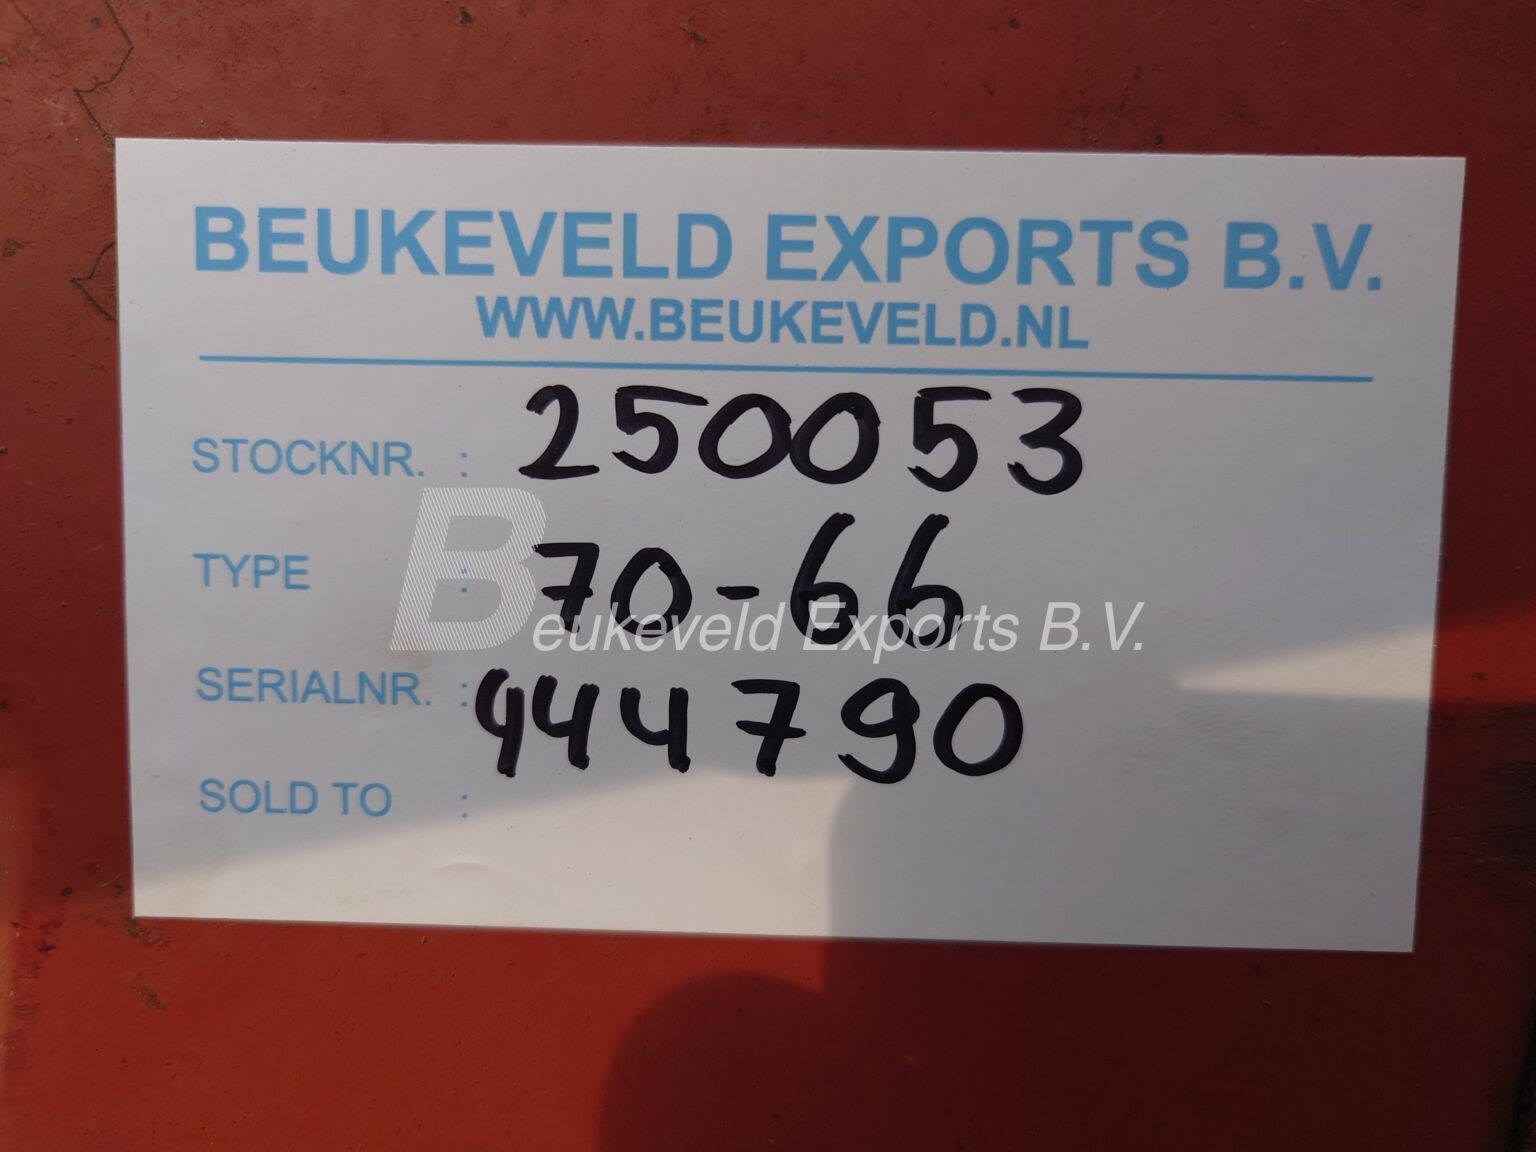 BEUKEVELD EXPORTS B.V.
WWW.BEUKEVELD.NL
STOCKNR. : 250053
TYPE : 70-66
Beukeveld Exports B.V.
SERIALNR. : 444790
SOLD TO :